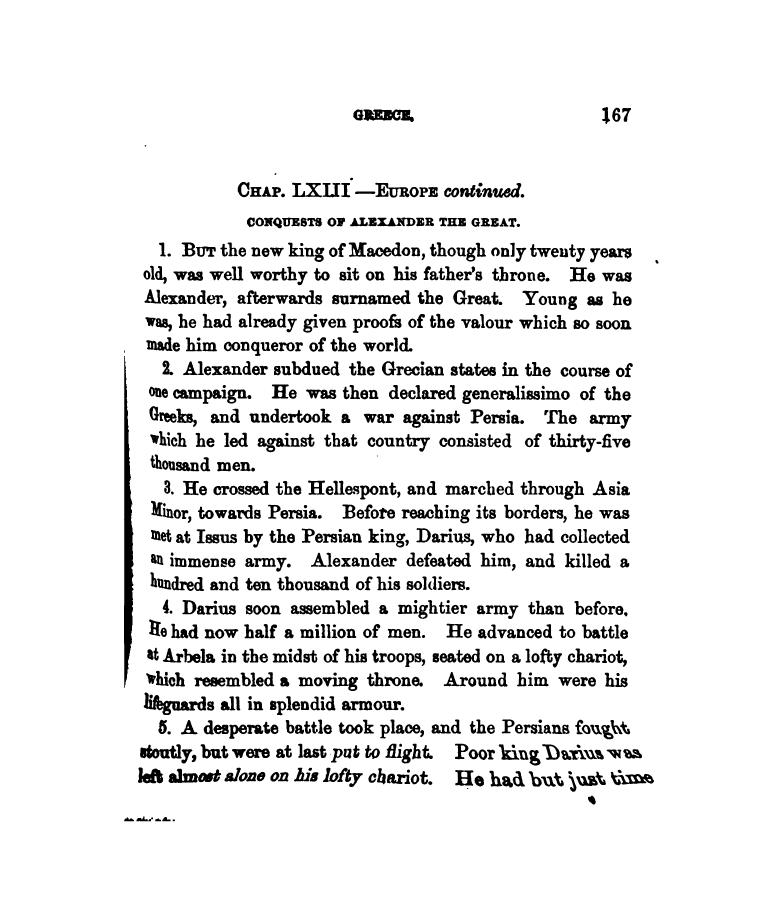 GREECE. 167
CHAP. LXIII —EUROPE continued.
CONQUESTS OF ALEXANDER THE GREAT.
1. BUT the new king of Macedon, though only twenty years
old, was well worthy to sit on his father's throne. He was
Alexander, afterwards surnamed the Great. Young as he
was, he had already given proofs of the valour which so soon
made him conqueror of the world.
2. Alexander subdued the Grecian states in the course of
one campaign. He was then declared generalissimo of the
Greeks, and undertook a war against Persia. The army
which he led against that country consisted of thirty-five
thousand men.
3. He crossed the Hellespont, and marched through Asia
Minor, towards Persia. Before reaching its borders, he was
met at Issus by the Persian king, Darius, who had collected
an immense army. Alexander defeated him, and killed a
hundred and ten thousand of his soldiers.
4. Darius soon assembled a mightier army than before.
He had now half a million of men. He advanced to battle
at Arbela in the midst of his troops, seated on a lofty chariot,
which resembled a moving throne. Around him were his
lifeguards all in splendid armour.
5. A desperate battle took place, and the Persians fought
stoutly, but were at last put to flight. Poor king Darius was
left almost alone on his lofty chariot. He had but just time